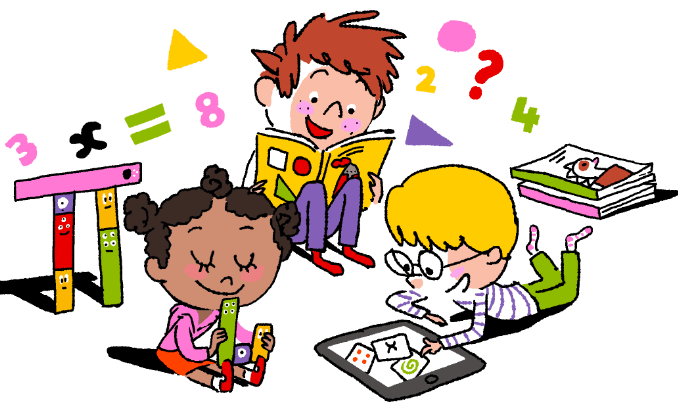 3 x = 8
2 ? 4
x